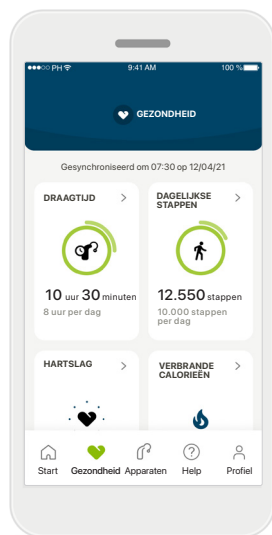 PH 9:41 AM 100 %
GEZONDHEID
Gesynchroniseerd om 07:30 op 12/04/21
DRAAGTIJD
10 uur 30 minuten
8 uur per dag
DAGELIJKSE
STAPPEN
12.550 stappen
10.000 stappen
per dag
HARTSLAG
VERBRANDE
CALORIEËN
Start Gezondheid Apparaten Help Profiel